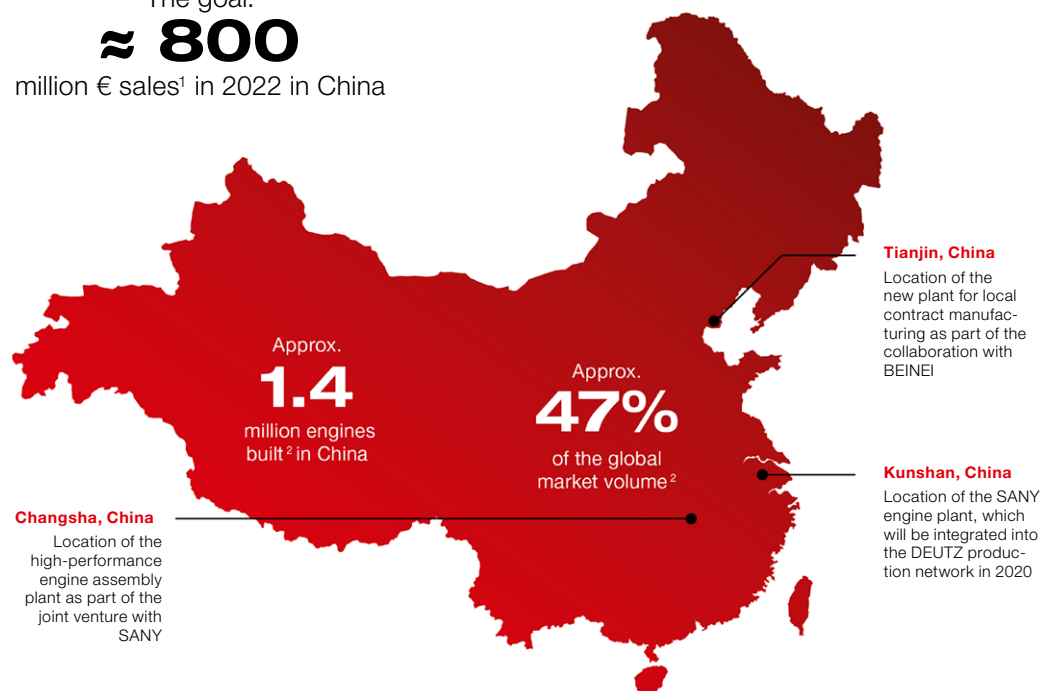 The goal:
≈ 800
million € sales¹ in 2022 in China
Tianjin, China
Location of the
new plant for local
contract manufac-
turing as part of the
collaboration with
BEINEI
Approx.
1.4
million engines
built² in China
Approx.
47%
of the global
market volume²
Kunshan, China
Location of the SANY
engine plant, which
will be integrated into
the DEUTZ produc-
tion network in 2020
Changsha, China
Location of the
high-performance
engine assembly
plant as part of the
joint venture with
SANY